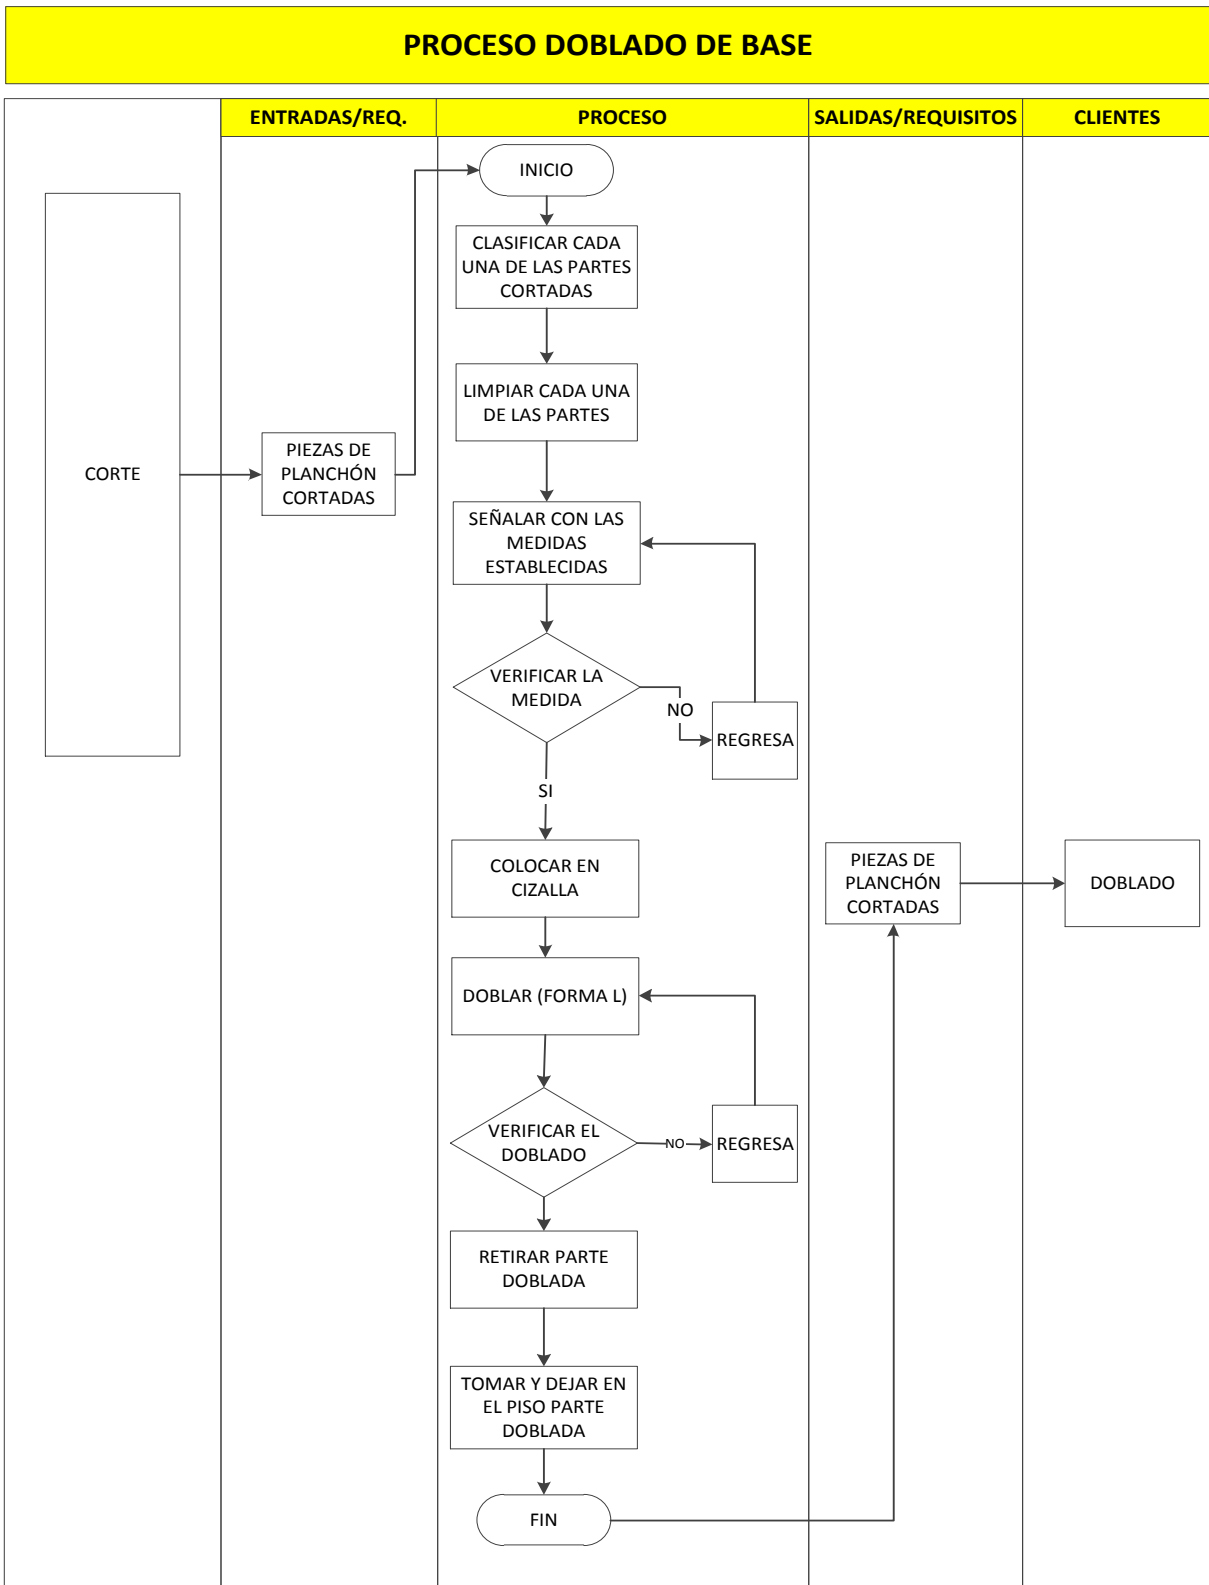 PROCESO DOBLADO DE BASE
ENTRADAS/REQ.
PROCESO
SALIDAS/REQUISITOS
CLIENTES
INICIO
CLASIFICAR CADA
UNA DE LAS PARTES
CORTADAS
LIMPIAR CADA UNA
DE LAS PARTES
CORTE
PIEZAS DE
PLANCHÓN
CORTADAS
SEÑALAR CON LAS
MEDIDAS
ESTABLECIDAS
VERIFICAR LA
MEDIDA
NO
REGRESA
SI
COLOCAR EN
CIZALLA
PIEZAS DE
PLANCHÓN
CORTADAS
DOBLADO
DOBLAR (FORMA L)
VERIFICAR EL
DOBLADO
NO
REGRESA
RETIRAR PARTE
DOBLADA
TOMAR Y DEJAR EN
EL PISO PARTE
DOBLADA
FIN